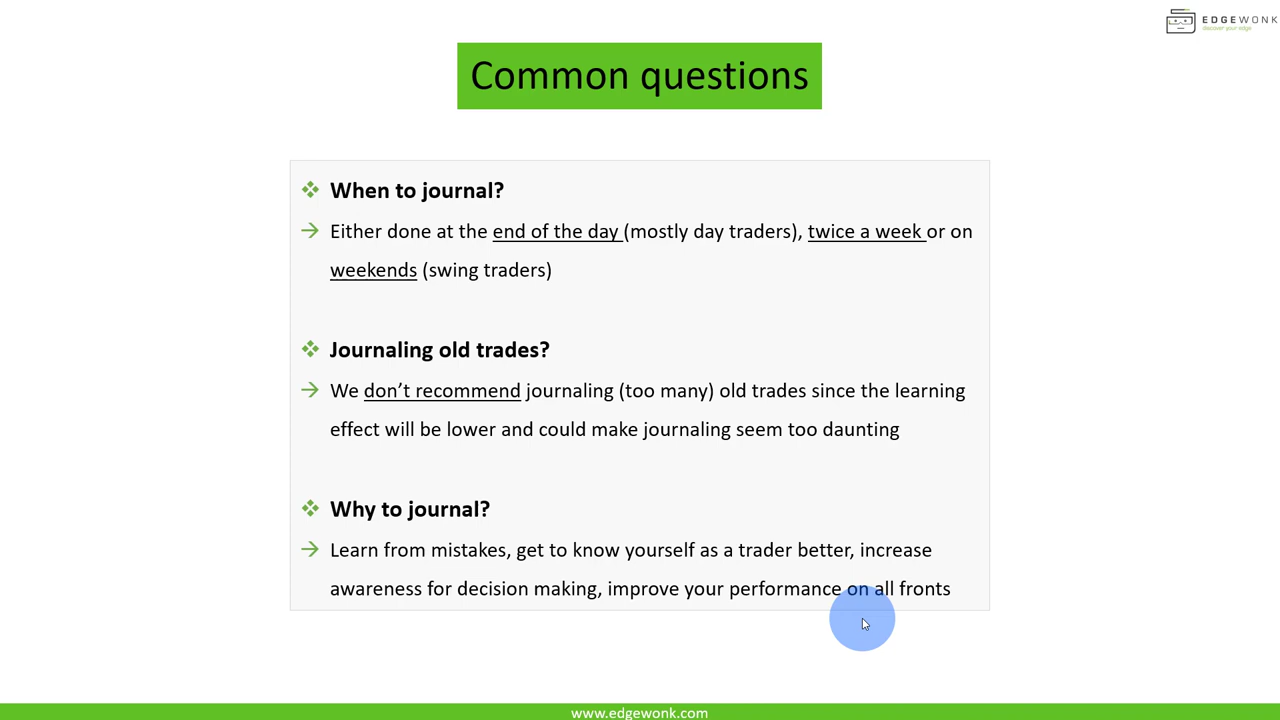 EDGEWONK
discover your edge
Common questions
When to journal?
Either done at the end of the day (mostly day traders), twice a week or on
weekends (swing traders)
Journaling old trades?
We don’t recommend journaling (too many) old trades since the learning
effect will be lower and could make journaling seem too daunting
Why to journal?
Learn from mistakes, get to know yourself as a trader better, increase
awareness for decision making, improve your performance on all fronts
www.edgewonk.com